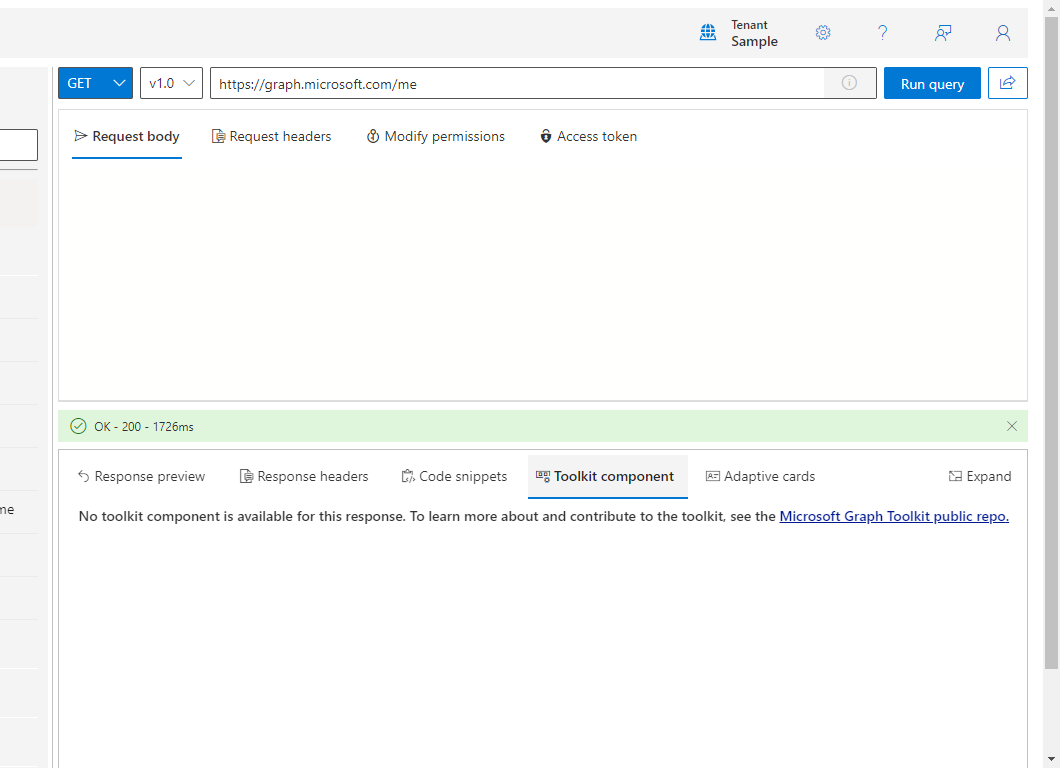 Tenant
Sample
GET v1.0 https://graph.microsoft.com/me Run query
Request body Request headers Modify permissions Access token
OK - 200 - 1726ms
Response preview Response headers Code snippets Toolkit component Adaptive cards Expand
me
No toolkit component is available for this response. To learn more about and contribute to the toolkit, see the Microsoft Graph Toolkit public repo.